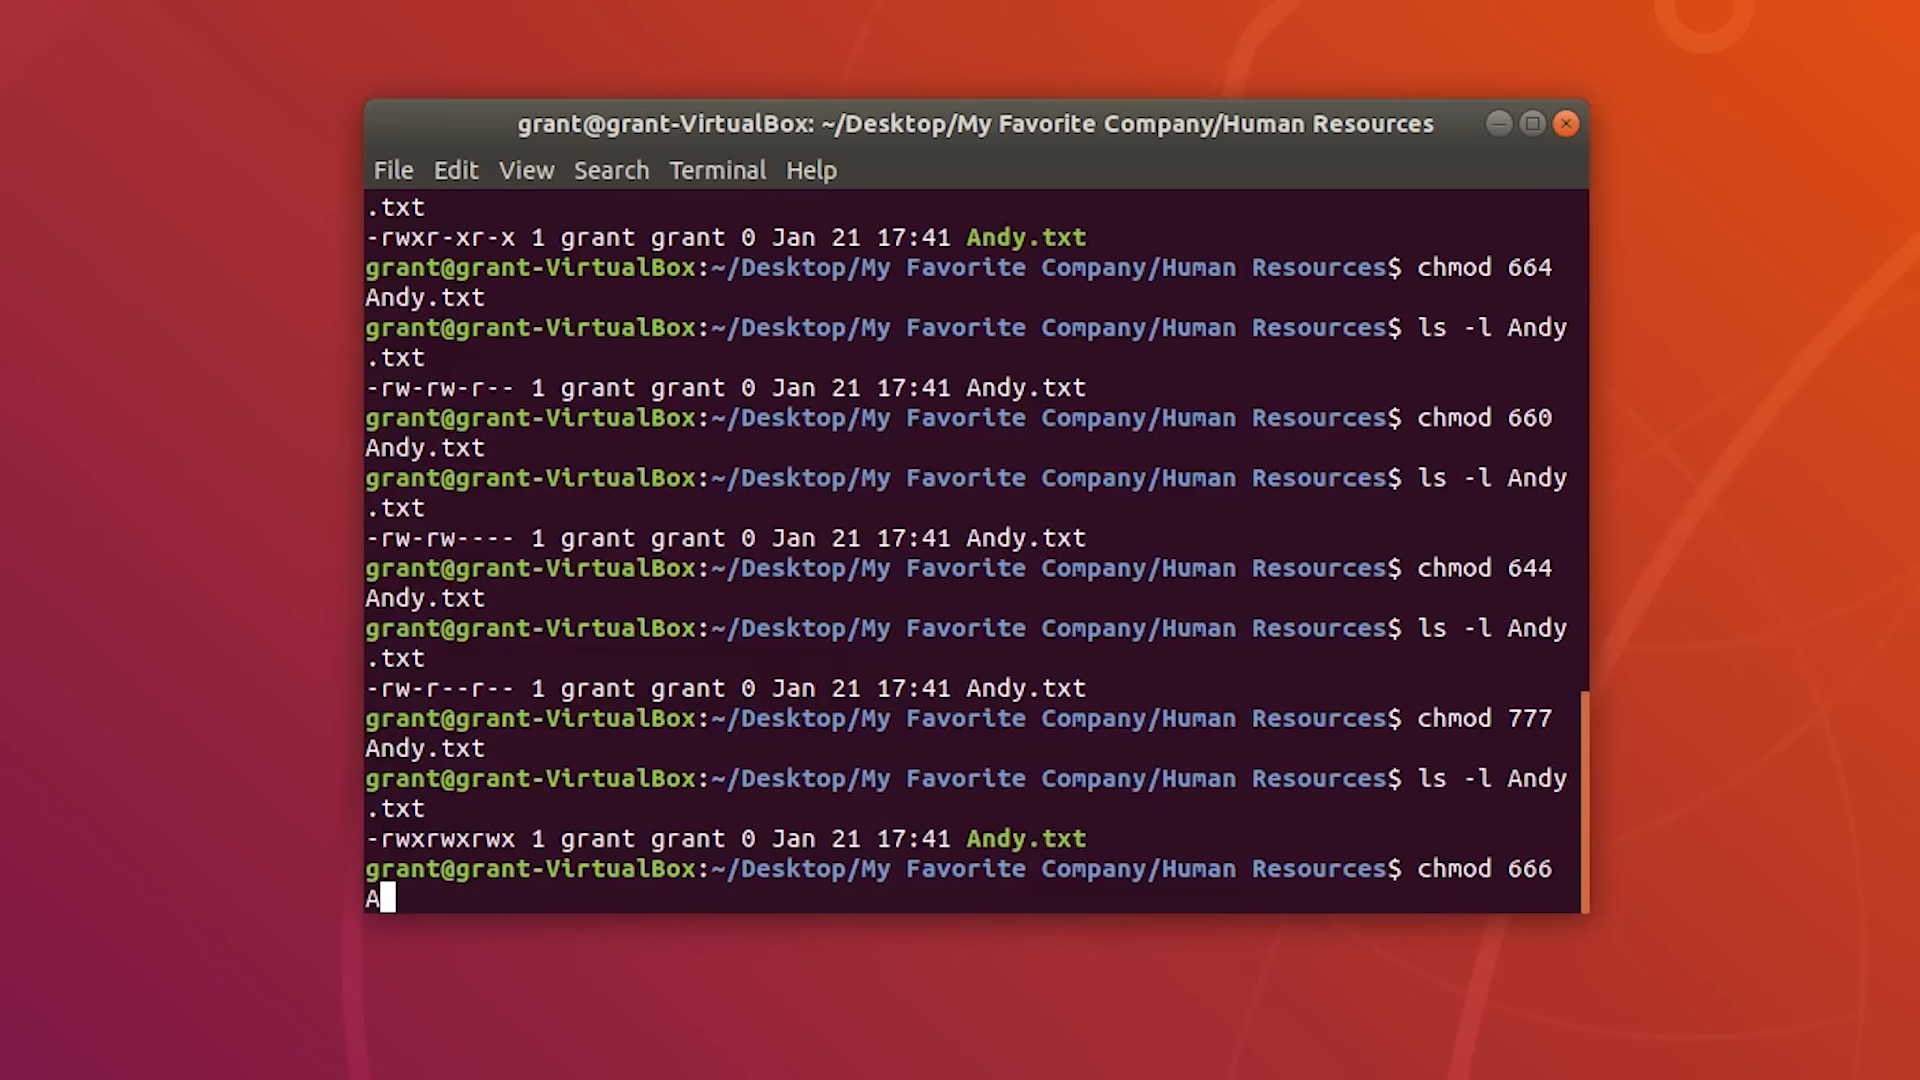 grant@grant-VirtualBox: ~/Desktop/My Favorite Company/Human Resources
File Edit View Search Terminal Help
.txt
-rwxr-xr-x 1 grant grant 0 Jan 21 17:41 Andy.txt
grant@grant-VirtualBox:~/Desktop/My Favorite Company/Human Resources$ chmod 664
Andy.txt
grant@grant-VirtualBox:~/Desktop/My Favorite Company/Human Resources$ ls -l Andy
.txt
-rw-rw-r-- 1 grant grant 0 Jan 21 17:41 Andy.txt
grant@grant-VirtualBox:~/Desktop/My Favorite Company/Human Resources$ chmod 660
Andy.txt
grant@grant-VirtualBox:~/Desktop/My Favorite Company/Human Resources$ ls -l Andy
.txt
-rw-rw---- 1 grant grant 0 Jan 21 17:41 Andy.txt
grant@grant-VirtualBox:~/Desktop/My Favorite Company/Human Resources$ chmod 644
Andy.txt
grant@grant-VirtualBox:~/Desktop/My Favorite Company/Human Resources$ ls -l Andy
.txt
-rw-r--r-- 1 grant grant 0 Jan 21 17:41 Andy.txt
grant@grant-VirtualBox:~/Desktop/My Favorite Company/Human Resources$ chmod 777
Andy.txt
grant@grant-VirtualBox:~/Desktop/My Favorite Company/Human Resources$ ls -l Andy
.txt
-rwxrwxrwx 1 grant grant 0 Jan 21 17:41 Andy.txt
grant@grant-VirtualBox:~/Desktop/My Favorite Company/Human Resources$ chmod 666
A